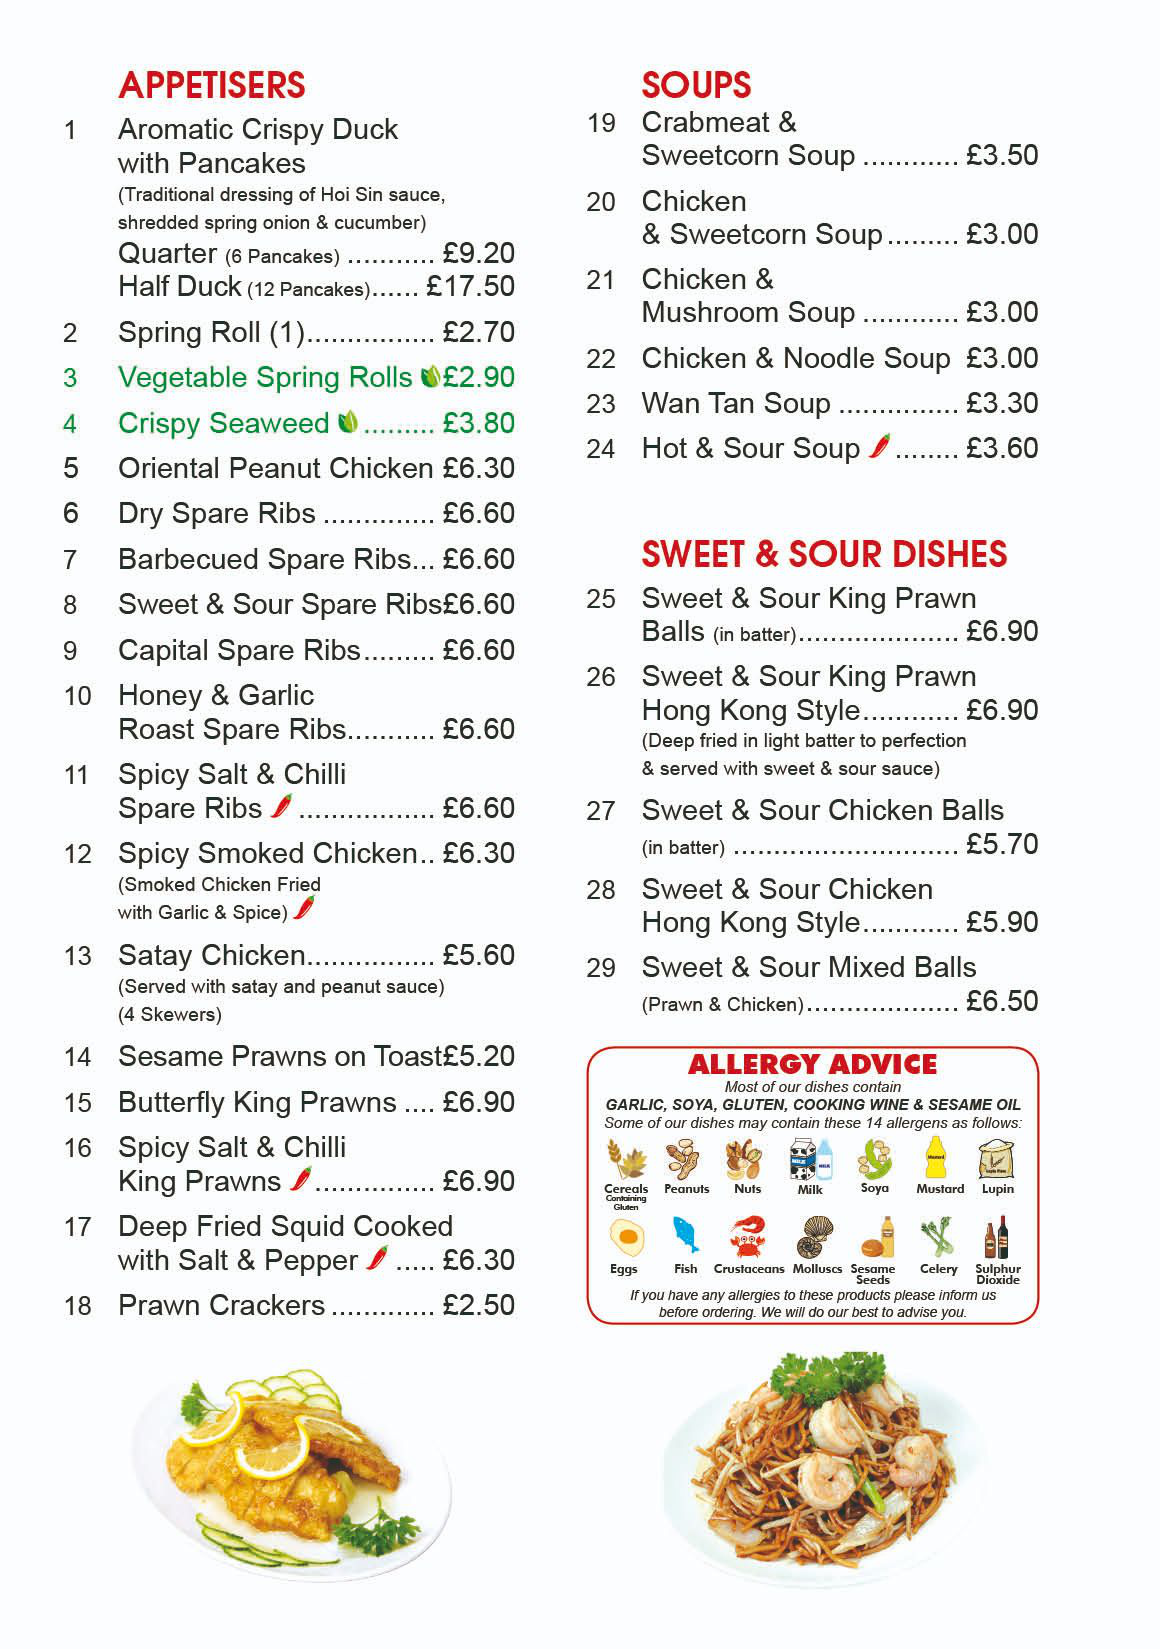 APPETISERS
1 Aromatic Crispy Duck
with Pancakes
(Traditional dressing of Hoi Sin sauce,
shredded spring onion & cucumber)
Quarter (6 Pancakes) ........... £9.20
Half Duck (12 Pancakes)...... £17.50
2 Spring Roll (1)................ £2.70
3 Vegetable Spring Rolls £2.90
4 Crispy Seaweed ......... £3.80
5 Oriental Peanut Chicken £6.30
6 Dry Spare Ribs .............. £6.60
7 Barbecued Spare Ribs... £6.60
8 Sweet & Sour Spare Ribs£6.60
9 Capital Spare Ribs......... £6.60
10 Honey & Garlic
Roast Spare Ribs........... £6.60
11 Spicy Salt & Chilli
Spare Ribs ................. £6.60
12 Spicy Smoked Chicken.. £6.30
(Smoked Chicken Fried
with Garlic & Spice)
13 Satay Chicken................ £5.60
(Served with satay and peanut sauce)
(4 Skewers)
14 Sesame Prawns on Toast£5.20
15 Butterfly King Prawns .... £6.90
16 Spicy Salt & Chilli
King Prawns ............... £6.90
17 Deep Fried Squid Cooked
with Salt & Pepper ..... £6.30
18 Prawn Crackers ............. £2.50
SOUPS
19 Crabmeat &
Sweetcorn Soup ............ £3.50
20 Chicken
& Sweetcorn Soup......... £3.00
21 Chicken &
Mushroom Soup ............ £3.00
22 Chicken & Noodle Soup £3.00
23 Wan Tan Soup ............... £3.30
24 Hot & Sour Soup ........ £3.60
SWEET & SOUR DISHES
25 Sweet & Sour King Prawn
Balls (in batter).................... £6.90
26 Sweet & Sour King Prawn
Hong Kong Style............ £6.90
(Deep fried in light batter to perfection
& served with sweet & sour sauce)
27 Sweet & Sour Chicken Balls
(in batter) ............................ £5.70
28 Sweet & Sour Chicken
Hong Kong Style............ £5.90
29 Sweet & Sour Mixed Balls
(Prawn & Chicken)................... £6.50
ALLERGY ADVICE
Most of our dishes contain
GARLIC, SOYA, GLUTEN, COOKING WINE & SESAME OIL
Some of our dishes may contain these 14 allergens as follows:
MILK MILK Mustard
Cereals Containing Gluten Peanuts Nuts Milk Soya Mustard Lupin
Eggs Fish Crustaceans Molluscs Sesame Seeds Celery Sulphur Dioxide
If you have any allergies to these products please inform us
before ordering. We will do our best to advise you.